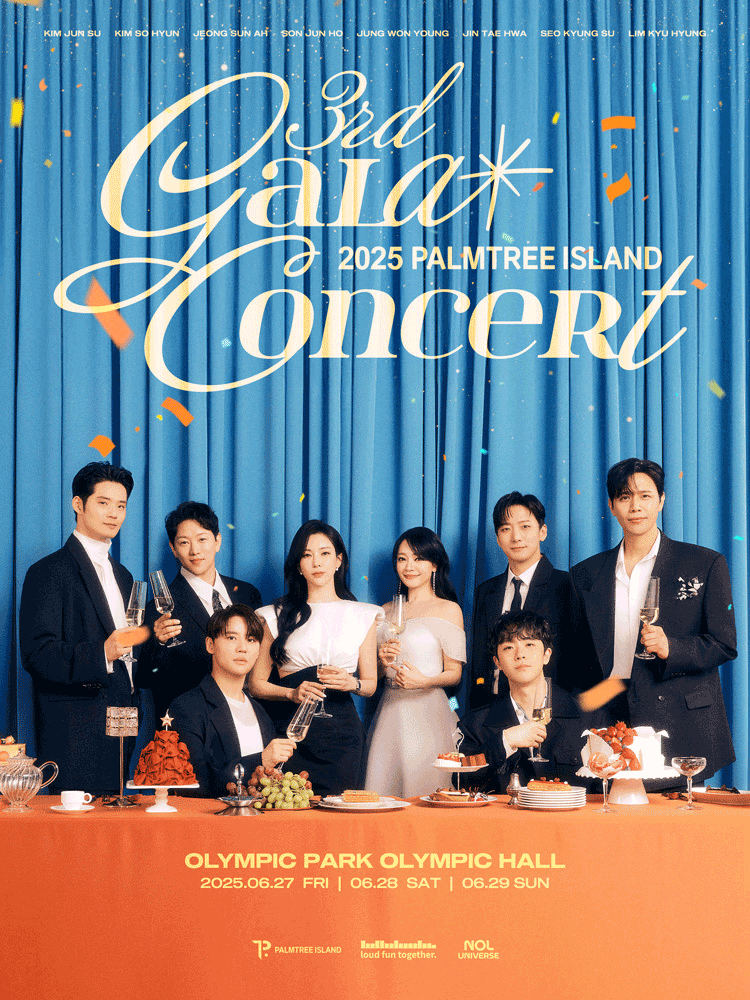 KIM JUN SU KIM SO HYUN JEONG SUN AH SON JUN HO JUNG WON YOUNG JIN TAE HWA SEO KYUNG SU LIM KYU HYUNG
3rd
Gala
2025 PALMTREE ISLAND
Concert
OLYMPIC PARK OLYMPIC HALL
2025.06.27 FRI | 06.28 SAT | 06.29 SUN
PALMTREE ISLAND
loud fun together.
NOL
UNIVERSE